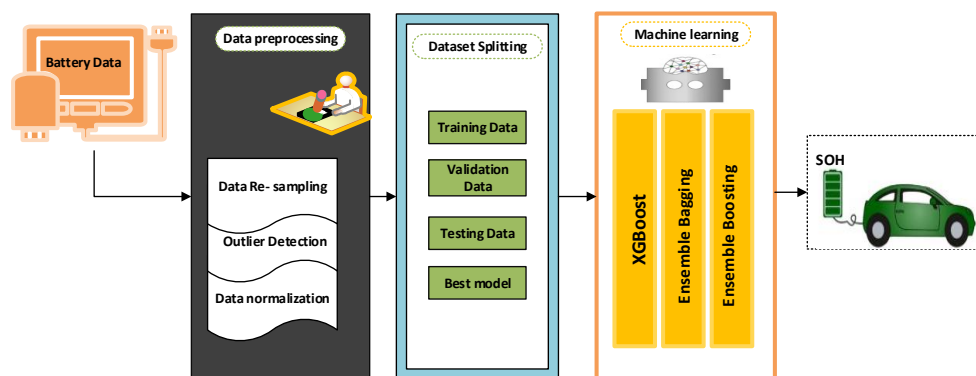 Battery Data
Data preprocessing
Data Re- sampling
Outlier Detection
Data normalization
Dataset Splitting
Training Data
Validation
Data
Testing Data
Best model
Machine learning
XGBoost
Ensemble Bagging
Ensemble Boosting
SOH